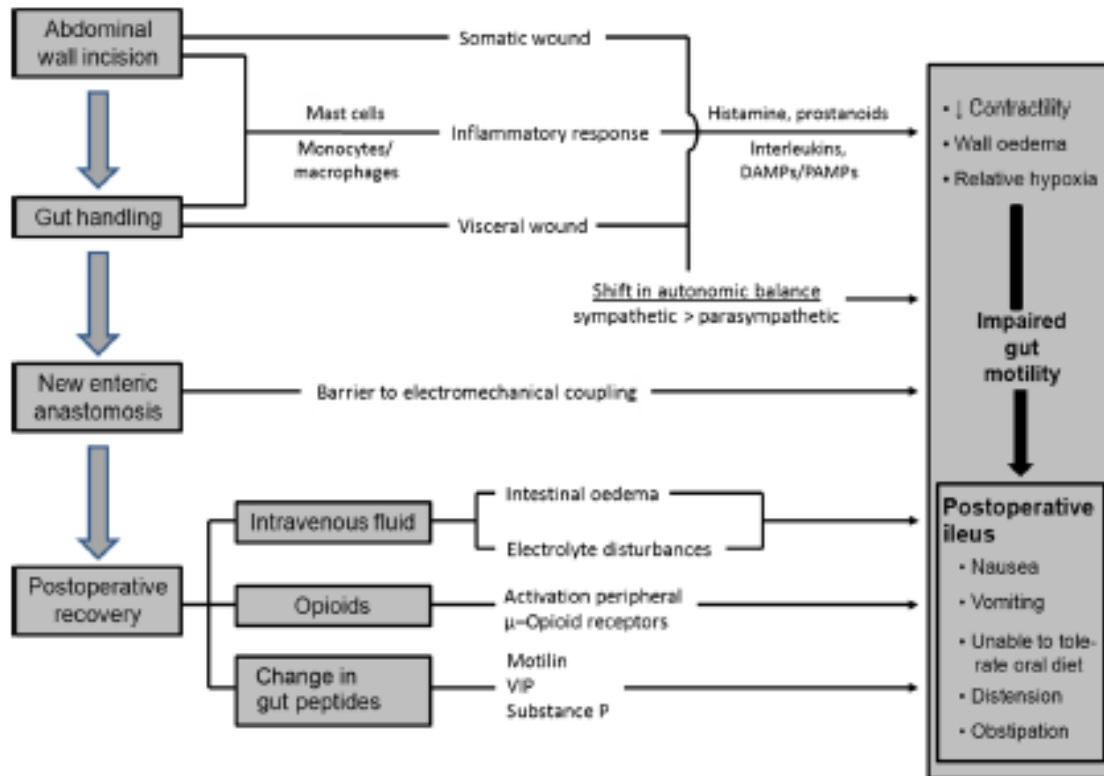 Abdominal
wall incision
Somatic wound
Mast cells
Monocytes/
macrophages
Inflammatory response
Histamine, prostanoids
Interleukins,
DAMPs/PAMPs
Gut handling
Visceral wound
Shift in autonomic balance
sympathetic > parasympathetic
New enteric
anastomosis
Barrier to electromechanical coupling
Postoperative
recovery
Intravenous fluid
Intestinal oedema
Electrolyte disturbances
Opioids
Activation peripheral
μ–Opioid receptors
Change in
gut peptides
Motilin
VIP
Substance P
• ↓ Contractility
• Wall oedema
• Relative hypoxia
Impaired
gut
motility
Postoperative
ileus
• Nausea
• Vomiting
• Unable to tole-
rate oral diet
• Distension
• Obstipation